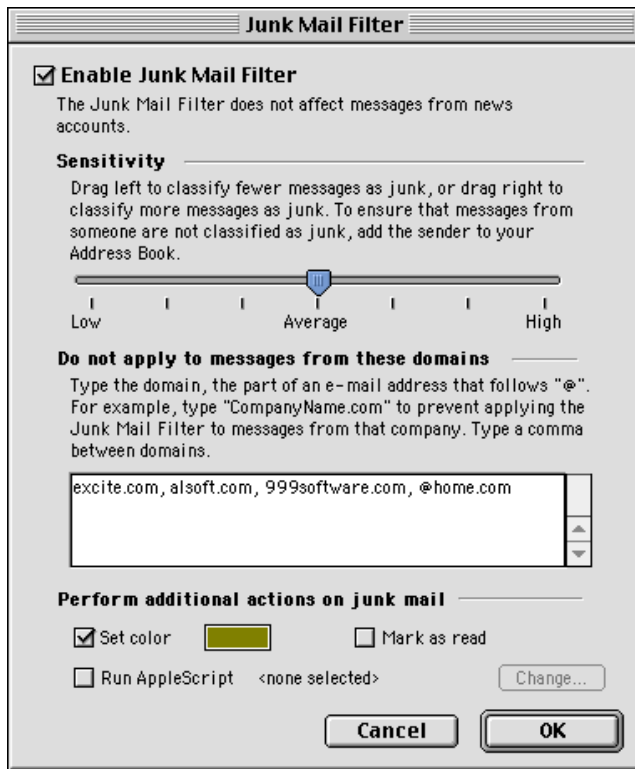 Junk Mail Filter
Enable Junk Mail Filter
The Junk Mail Filter does not affect messages from news
accounts.
Sensitivity
Drag left to classify fewer messages as junk, or drag right to
classify more messages as junk. To ensure that messages from
someone are not classified as junk, add the sender to your
Address Book.
Low Average High
Do not apply to messages from these domains
Type the domain, the part of an e-mail address that follows "@".
For example, type "CompanyName.com" to prevent applying the
Junk Mail Filter to messages from that company. Type a comma
between domains.
excite.com, alsoft.com, 999software.com, @home.com
Perform additional actions on junk mail
Set color Mark as read
Run AppleScript <none selected> Change...
Cancel OK